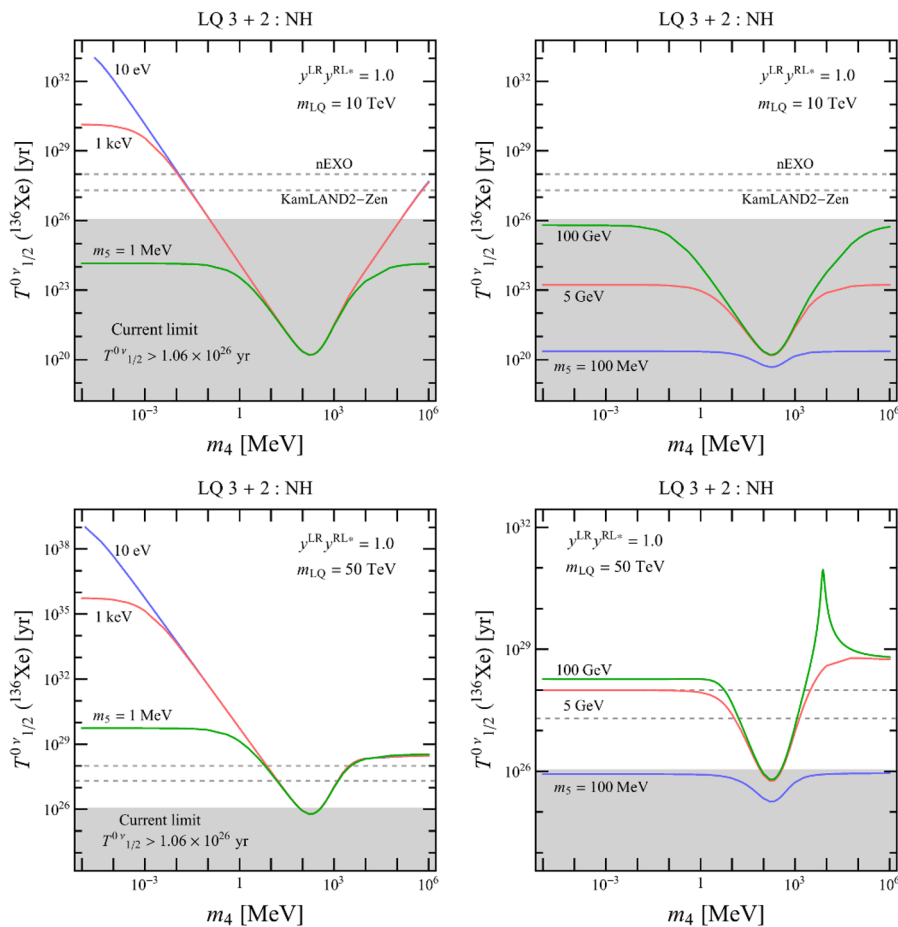 LQ 3 + 2 : NH
10 eV
y^LR y^RL* = 1.0
m_LQ = 10 TeV
1 keV
nEXO
KamLAND2−Zen
m_5 = 1 MeV
Current limit
T^0ν_1/2 > 1.06 × 10^26 yr
10^32
10^29
10^26
10^23
10^20
T^0ν_1/2 (^136Xe) [yr]
10^−3
1
10^3
10^6
m_4 [MeV]
LQ 3 + 2 : NH
y^LR y^RL* = 1.0
m_LQ = 10 TeV
nEXO
KamLAND2−Zen
100 GeV
5 GeV
m_5 = 100 MeV
10^32
10^29
10^26
10^23
10^20
T^0ν_1/2 (^136Xe) [yr]
10^−3
1
10^3
10^6
m_4 [MeV]
LQ 3 + 2 : NH
10 eV
y^LR y^RL* = 1.0
m_LQ = 50 TeV
1 keV
m_5 = 1 MeV
Current limit
T^0ν_1/2 > 1.06 × 10^26 yr
10^38
10^35
10^32
10^29
10^26
T^0ν_1/2 (^136Xe) [yr]
10^−3
1
10^3
10^6
m_4 [MeV]
LQ 3 + 2 : NH
y^LR y^RL* = 1.0
m_LQ = 50 TeV
100 GeV
5 GeV
m_5 = 100 MeV
10^32
10^29
10^26
T^0ν_1/2 (^136Xe) [yr]
10^−3
1
10^3
10^6
m_4 [MeV]